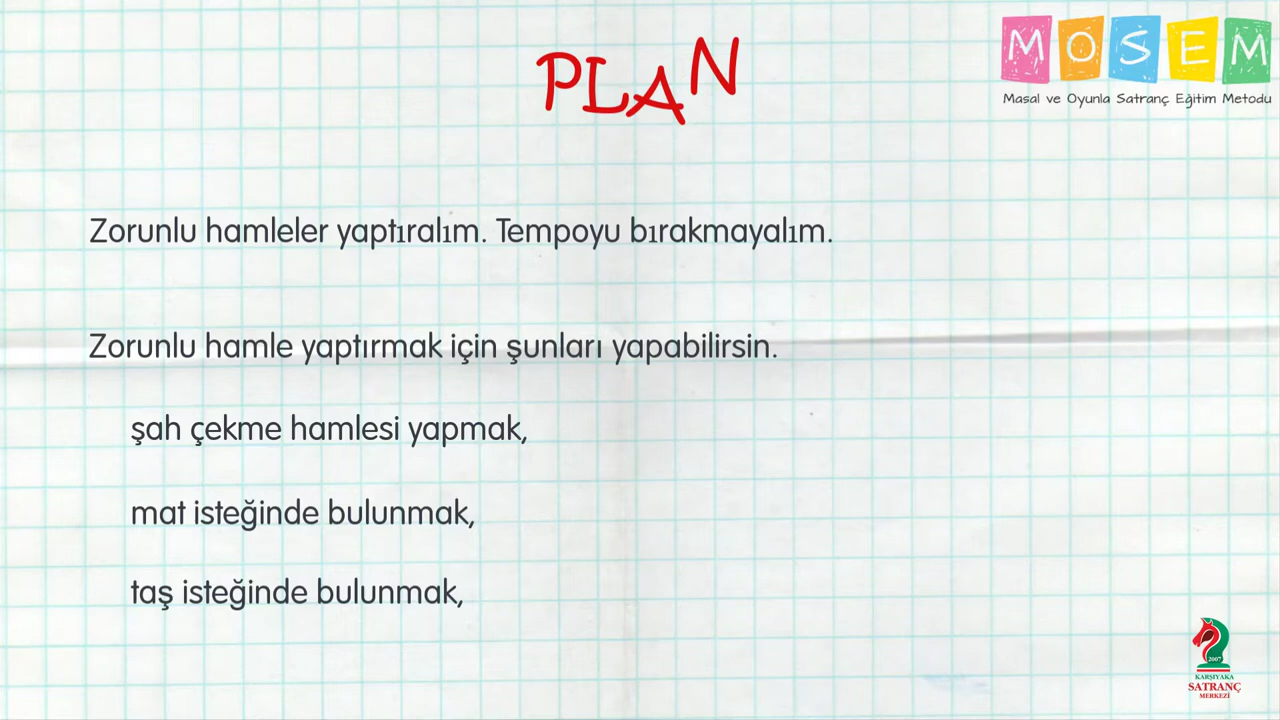 PLAN
MOSEM
Masal ve Oyunla Satranç Eğitim Metodu
Zorunlu hamleler yaptıralım. Tempoyu bırakmayalım.
Zorunlu hamle yaptırmak için şunları yapabilirsin.
şah çekme hamlesi yapmak,
mat isteğinde bulunmak,
taş isteğinde bulunmak,
2007
KARŞIYAKA
SATRANÇ
MERKEZİ